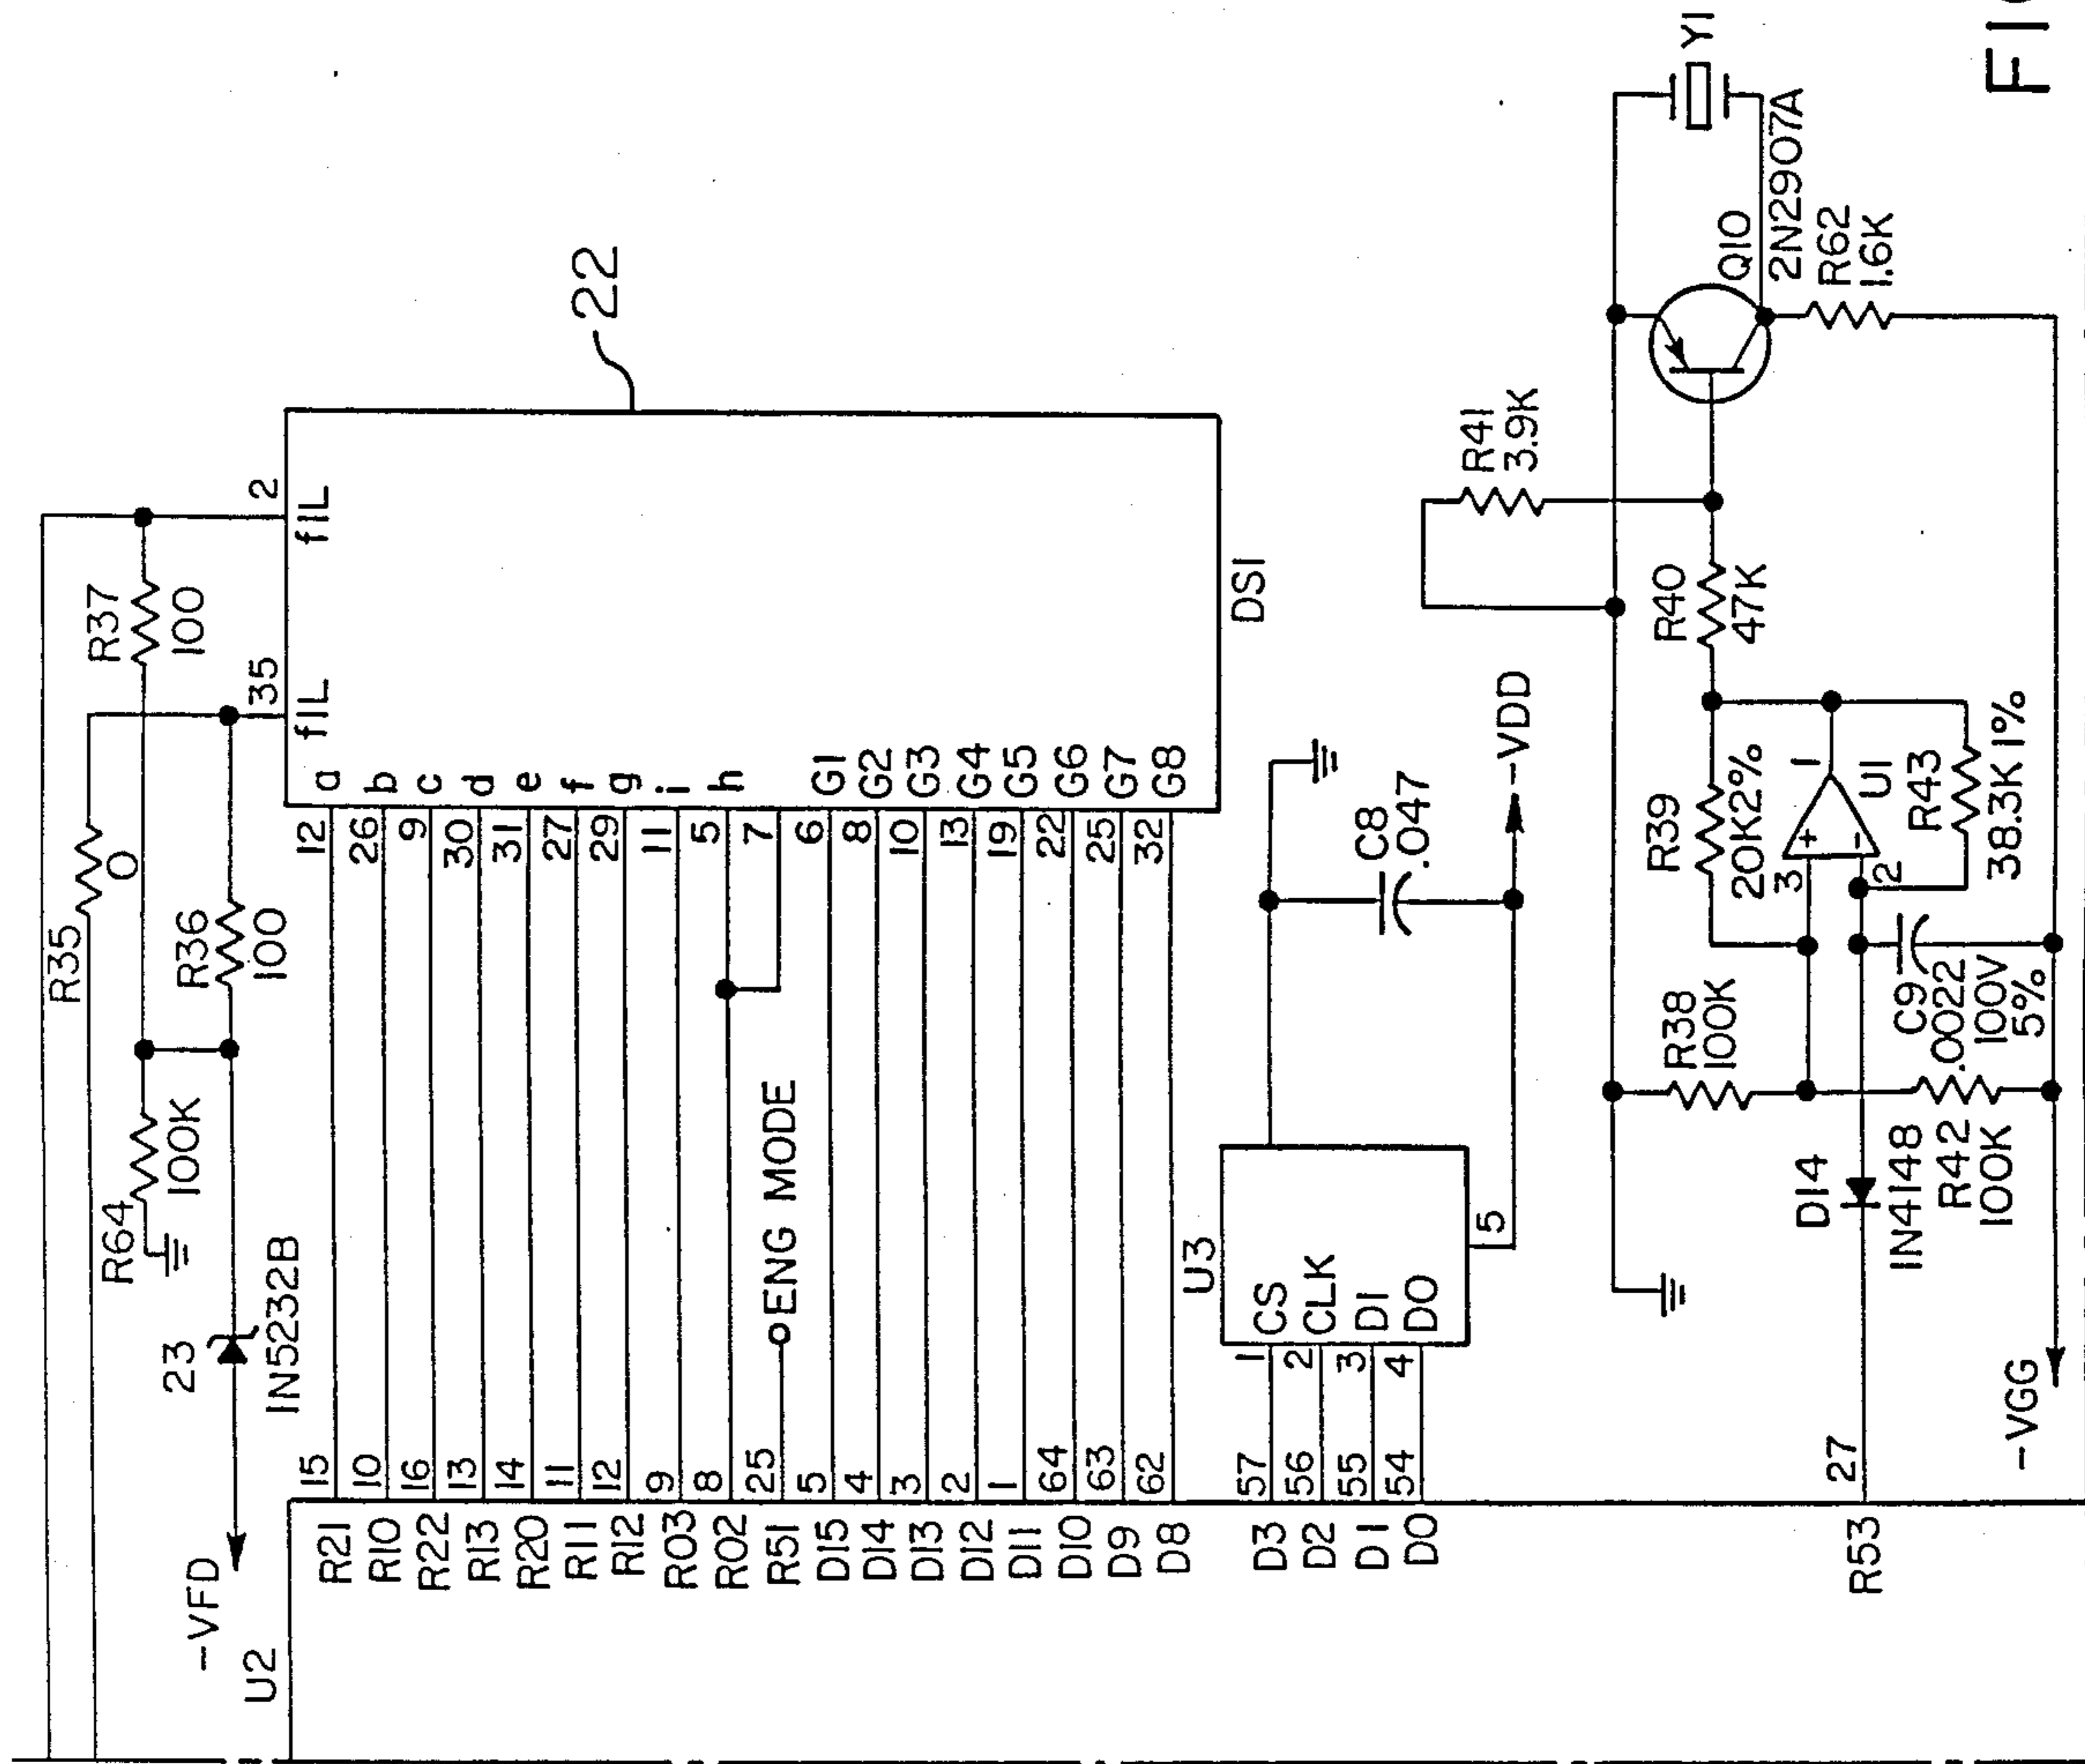 R35
0
R37
100
R36
100
R64
100K
23
1N5232B
-VFD
U2
2
fIL
35
fIL
22
DS1
R21 15 12 a
R10 10 26 b
R22 16 9 c
R13 13 30 d
R20 14 31 e
R11 11 27 f
R12 12 29 g
R03 9 11 i
R02 8 5 h
R51 25 ENG MODE 7
D15 5 6 G1
D14 4 8 G2
D13 3 10 G3
D12 2 13 G4
D11 1 19 G5
D10 64 22 G6
D9 63 25 G7
D8 62 32 G8
U3
D3 57 1 CS
D2 56 2 CLK
D1 55 3 DI
D0 54 4 DO
5
C8
.047
-VDD
R41
3.9K
R40
47K
Q10
2N2907A
Y1
R62
1.6K
R39
20K2%
3
1
U1
+
-
2
R43
38.3K 1%
R38
100K
C9
.0022
100V
5%
D14
1N4148
R42
100K
R53 27
-VGG